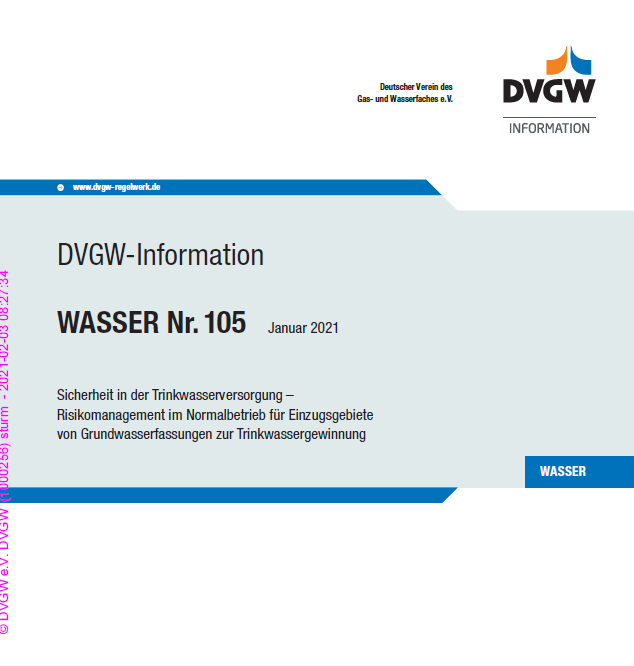 Deutscher Verein des
Gas- und Wasserfaches e.V.
DVGW
INFORMATION
www.dvgw-regelwerk.de
DVGW-Information
WASSER Nr. 105 Januar 2021
Sicherheit in der Trinkwasserversorgung –
Risikomanagement im Normalbetrieb für Einzugsgebiete
von Grundwasserfassungen zur Trinkwassergewinnung
WASSER
© DVGW e.V. DVGW (1000258) sturm - 2021-02-03 08:27:34